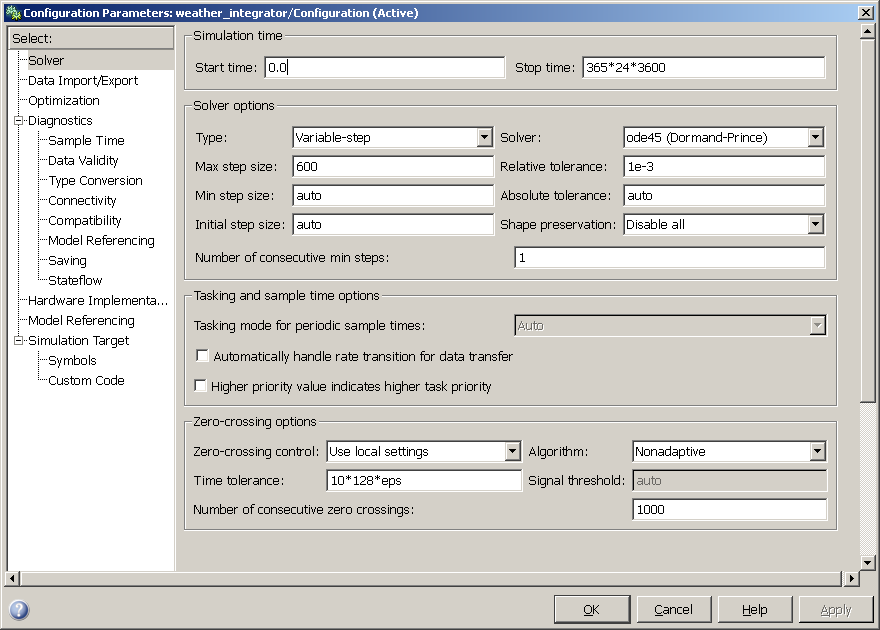 Configuration Parameters: weather_integrator/Configuration (Active)
Select:
Solver
Data Import/Export
Optimization
Diagnostics
Sample Time
Data Validity
Type Conversion
Connectivity
Compatibility
Model Referencing
Saving
Stateflow
Hardware Implementa...
Model Referencing
Simulation Target
Symbols
Custom Code
Simulation time
Start time: 0.0 Stop time: 365*24*3600
Solver options
Type: Variable-step Solver: ode45 (Dormand-Prince)
Max step size: 600 Relative tolerance: 1e-3
Min step size: auto Absolute tolerance: auto
Initial step size: auto Shape preservation: Disable all
Number of consecutive min steps: 1
Tasking and sample time options
Tasking mode for periodic sample times: Auto
Automatically handle rate transition for data transfer
Higher priority value indicates higher task priority
Zero-crossing options
Zero-crossing control: Use local settings Algorithm: Nonadaptive
Time tolerance: 10*128*eps Signal threshold: auto
Number of consecutive zero crossings: 1000
? OK Cancel Help Apply